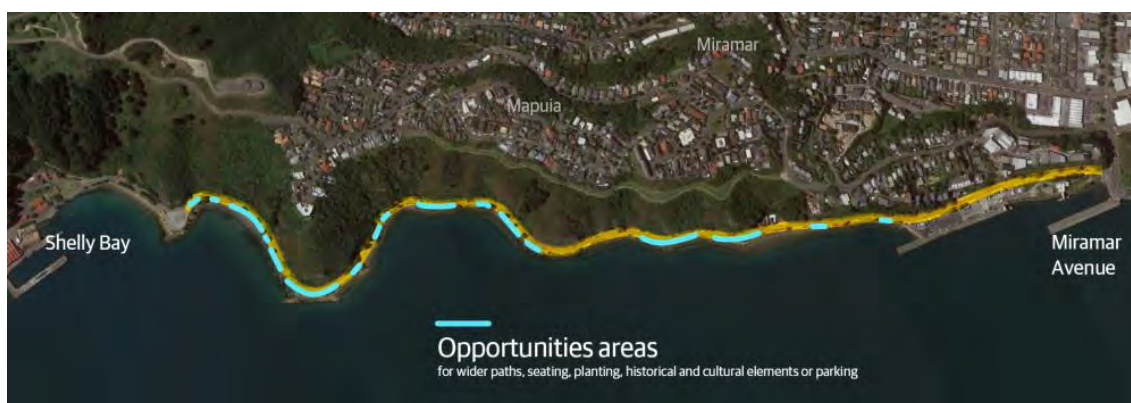 Miramar
Mapuia
Shelly Bay
Miramar
Avenue
Opportunities areas
for wider paths, seating, planting, historical and cultural elements or parking